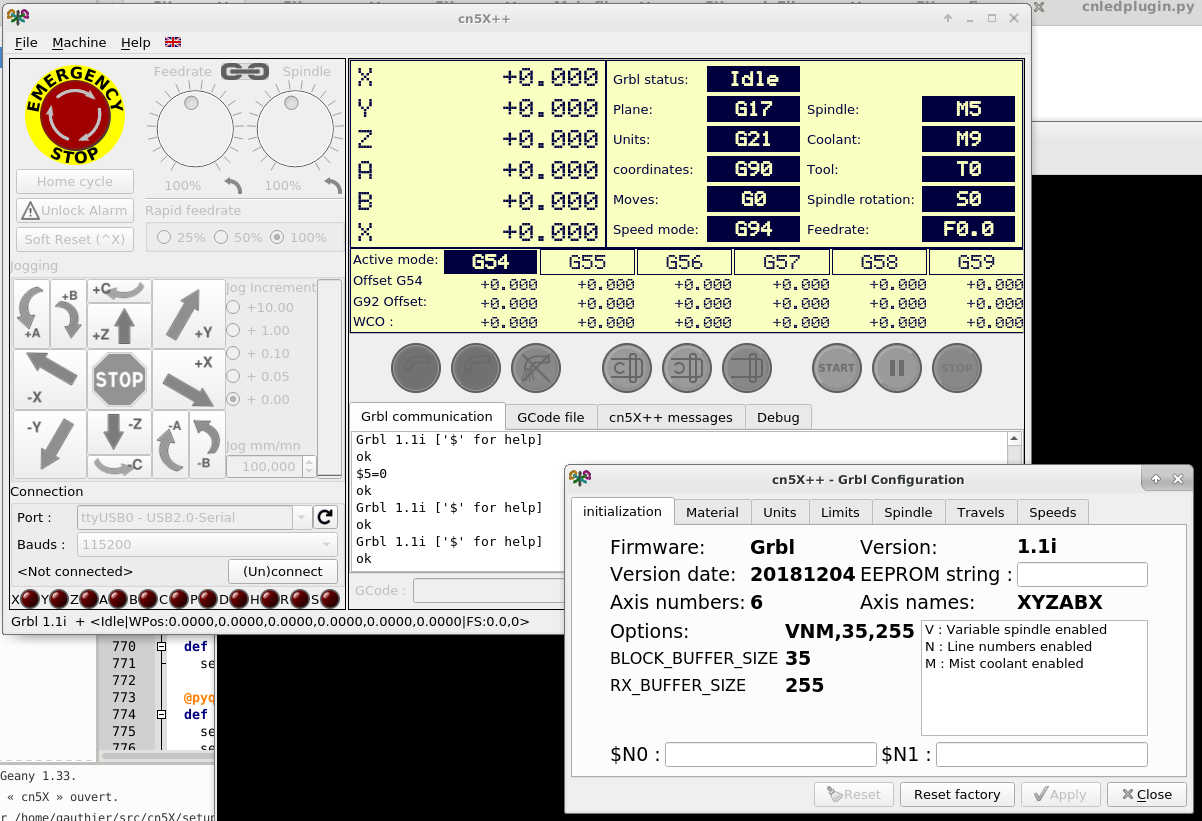 cnledplugin.py
cn5X++
File Machine Help
EMERGENCY STOP
Feedrate Spindle
100% 100%
Home cycle
Unlock Alarm
Soft Reset (^X)
Rapid feedrate
25% 50% 100%
Jogging
+A +B +C +Z +Y
-X STOP +X
-Y -Z -C -A -B
Jog Increment
+10.00
+ 1.00
+ 0.10
+ 0.05
+ 0.00
Jog mm/mn
100,000
Connection
Port : ttyUSB0 - USB2.0-Serial
Bauds : 115200
<Not connected> (Un)connect
X Y Z A B C P D H R S
Grbl 1.1i + <Idle|WPos:0.0000,0.0000,0.0000,0.0000,0.0000,0.0000|FS:0.0,0>
X +0.000
Y +0.000
Z +0.000
A +0.000
B +0.000
X +0.000
Grbl status: Idle
Plane: G17 Spindle: M5
Units: G21 Coolant: M9
coordinates: G90 Tool: T0
Moves: G0 Spindle rotation: S0
Speed mode: G94 Feedrate: F0.0
Active mode: G54 G55 G56 G57 G58 G59
Offset G54 +0.000 +0.000 +0.000 +0.000 +0.000 +0.000
G92 Offset: +0.000 +0.000 +0.000 +0.000 +0.000 +0.000
WCO : +0.000 +0.000 +0.000 +0.000 +0.000 +0.000
START STOP
Grbl communication GCode file cn5X++ messages Debug
Grbl 1.1i ['$' for help]
ok
$5=0
ok
Grbl 1.1i ['$' for help]
ok
Grbl 1.1i ['$' for help]
ok
GCode :
cn5X++ - Grbl Configuration
initialization Material Units Limits Spindle Travels Speeds
Firmware: Grbl Version: 1.1i
Version date: 20181204 EEPROM string :
Axis numbers: 6 Axis names: XYZABX
Options: VNM,35,255
BLOCK_BUFFER_SIZE 35
RX_BUFFER_SIZE 255
V : Variable spindle enabled
N : Line numbers enabled
M : Mist coolant enabled
$N0 : $N1 :
Reset Reset factory Apply Close
770 def
771 se
772
773 @pyq
774 def
775 se
776 se
Geany 1.33.
« cn5X » ouvert.
r /home/gauthier/src/cn5X/setup